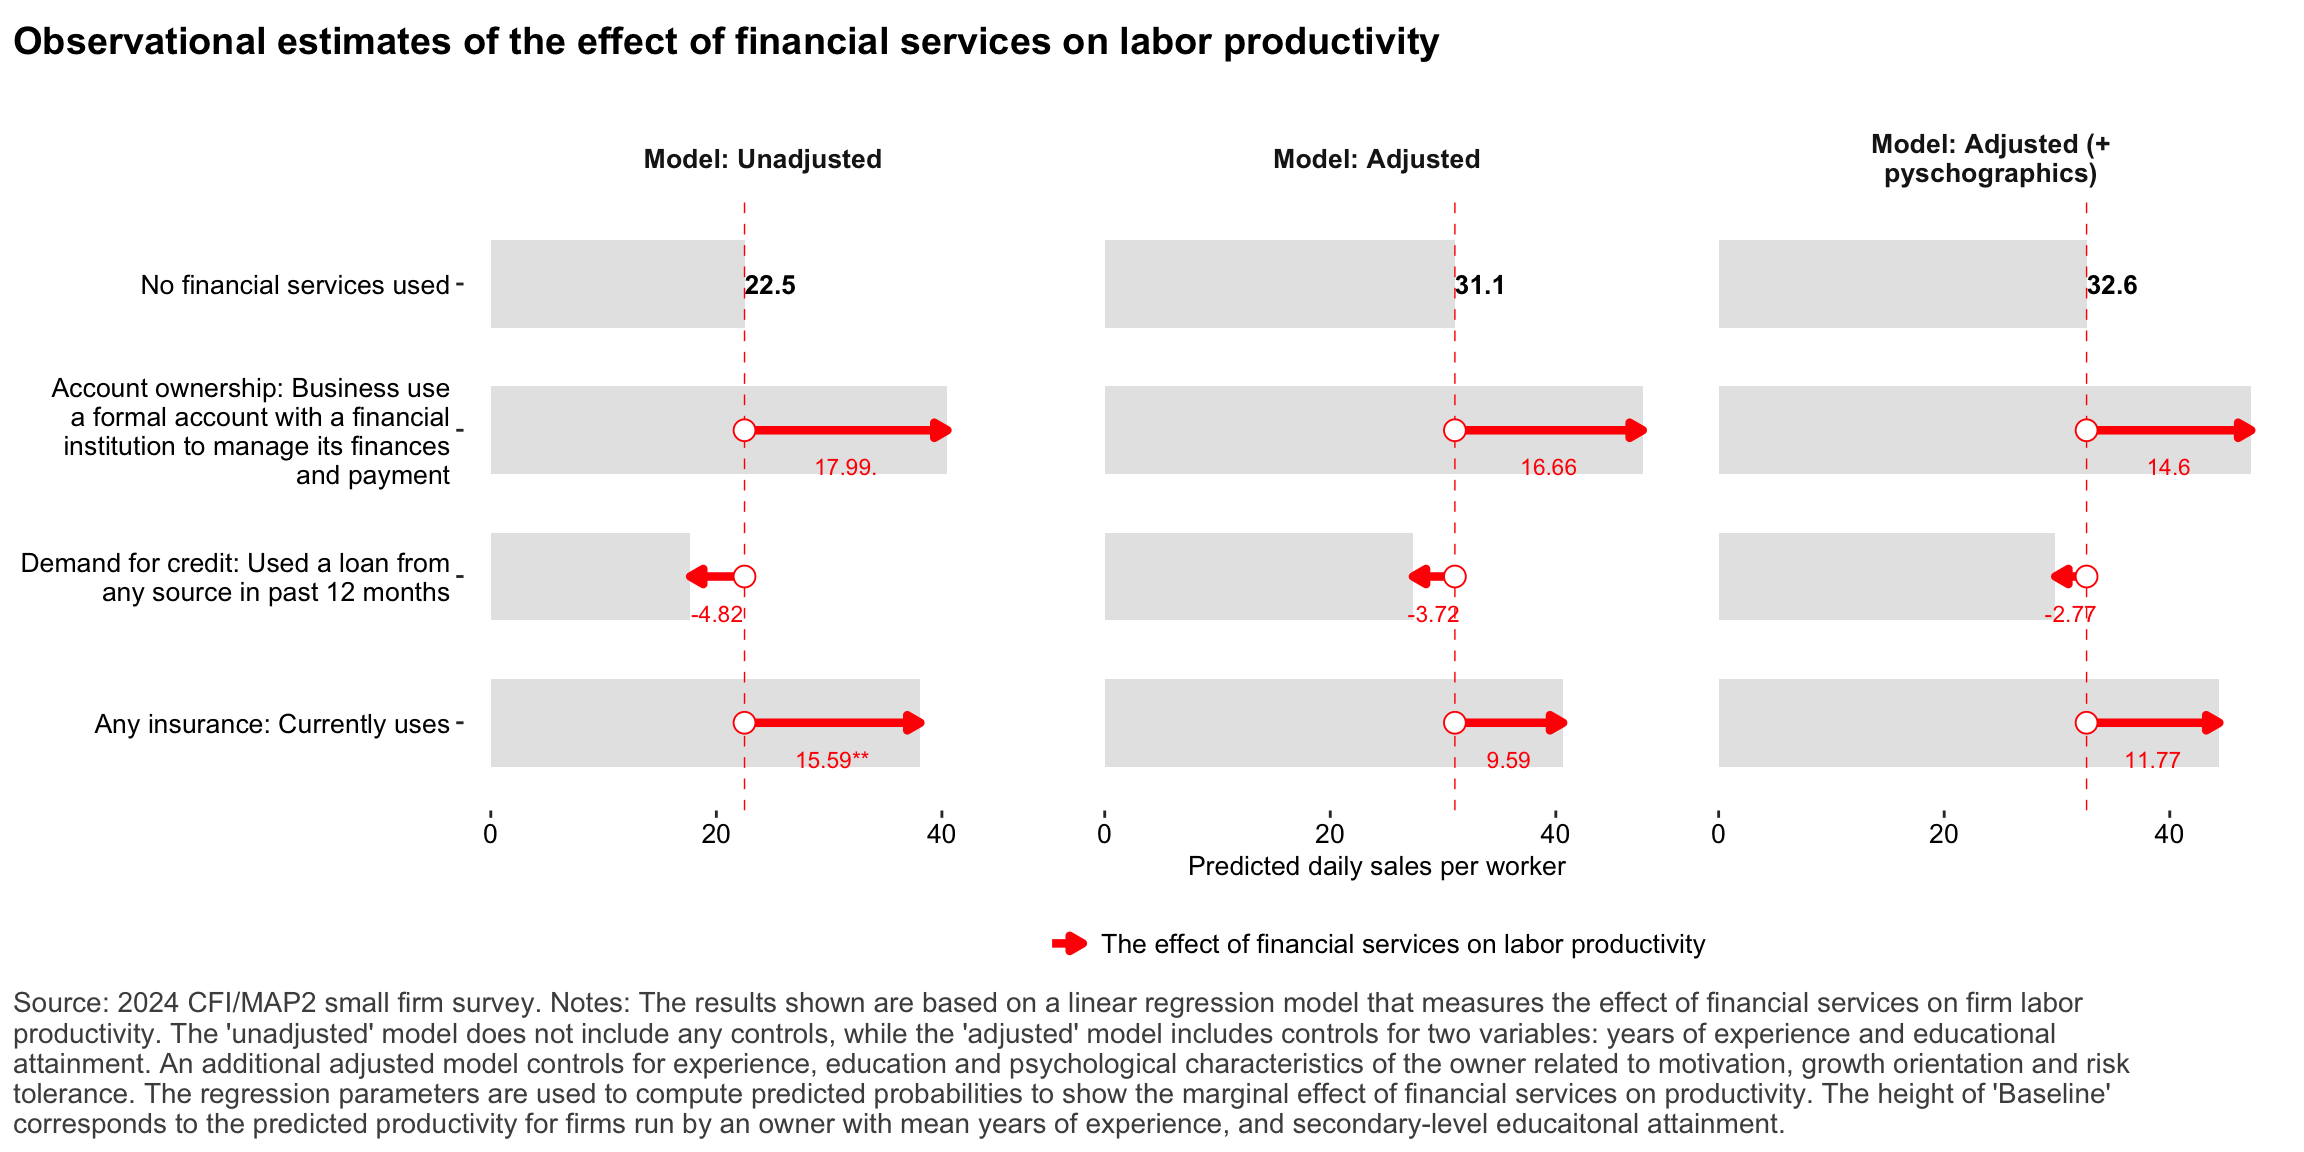 Observational estimates of the effect of financial services on labor productivity
Model: Unadjusted
Model: Adjusted
Model: Adjusted (+
pyschographics)
No financial services used
22.5
31.1
32.6
Account ownership: Business use
a formal account with a financial
institution to manage its finances
and payment
17.99.
16.66
14.6
Demand for credit: Used a loan from
any source in past 12 months
-4.82
-3.72
-2.77
Any insurance: Currently uses
15.59**
9.59
11.77
0 20 40
0 20 40
0 20 40
Predicted daily sales per worker
The effect of financial services on labor productivity
Source: 2024 CFI/MAP2 small firm survey. Notes: The results shown are based on a linear regression model that measures the effect of financial services on firm labor
productivity. The 'unadjusted' model does not include any controls, while the 'adjusted' model includes controls for two variables: years of experience and educational
attainment. An additional adjusted model controls for experience, education and psychological characteristics of the owner related to motivation, growth orientation and risk
tolerance. The regression parameters are used to compute predicted probabilities to show the marginal effect of financial services on productivity. The height of 'Baseline'
corresponds to the predicted productivity for firms run by an owner with mean years of experience, and secondary-level educaitonal attainment.